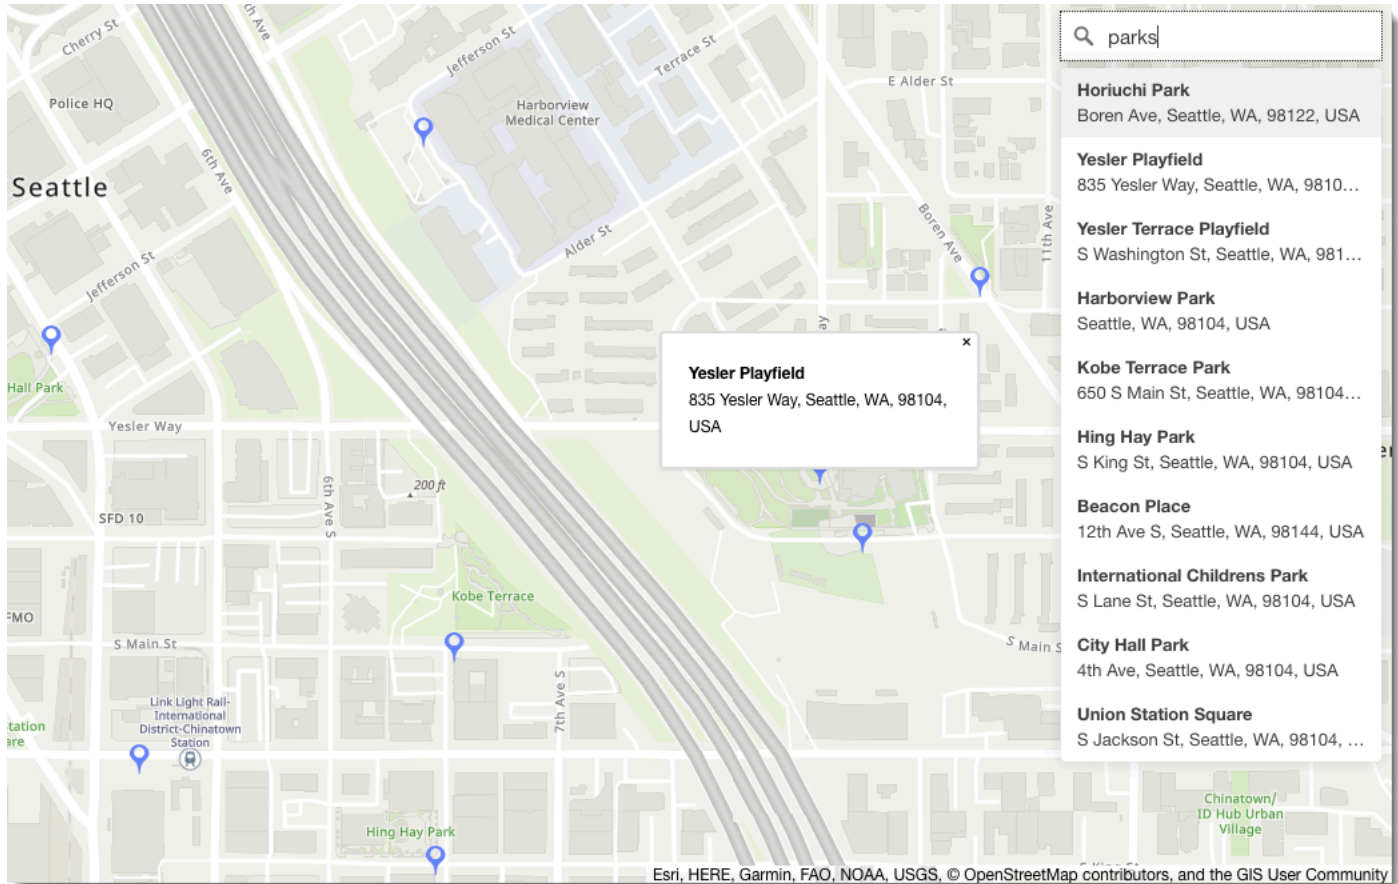 Cherry St
Jefferson St
Terrace St
E Alder St
Police HQ
Harborview
Medical Center
6th Ave
Seattle
Boren Ave
11th Ave
Alder St
Jefferson St
Hall Park
Yesler Way
Yesler Playfield
835 Yesler Way, Seattle, WA, 98104,
USA
×
200 ft
6th Ave S
SFD 10
Kobe Terrace
FMO
S Main St
S Main S
Link Light Rail-
International
District-Chinatown
Station
7th Ave S
Hing Hay Park
Chinatown/
ID Hub Urban
Village
parks
Horiuchi Park
Boren Ave, Seattle, WA, 98122, USA
Yesler Playfield
835 Yesler Way, Seattle, WA, 9810…
Yesler Terrace Playfield
S Washington St, Seattle, WA, 981…
Harborview Park
Seattle, WA, 98104, USA
Kobe Terrace Park
650 S Main St, Seattle, WA, 98104…
Hing Hay Park
S King St, Seattle, WA, 98104, USA
Beacon Place
12th Ave S, Seattle, WA, 98144, USA
International Childrens Park
S Lane St, Seattle, WA, 98104, USA
City Hall Park
4th Ave, Seattle, WA, 98104, USA
Union Station Square
S Jackson St, Seattle, WA, 98104, …
Esri, HERE, Garmin, FAO, NOAA, USGS, © OpenStreetMap contributors, and the GIS User Community